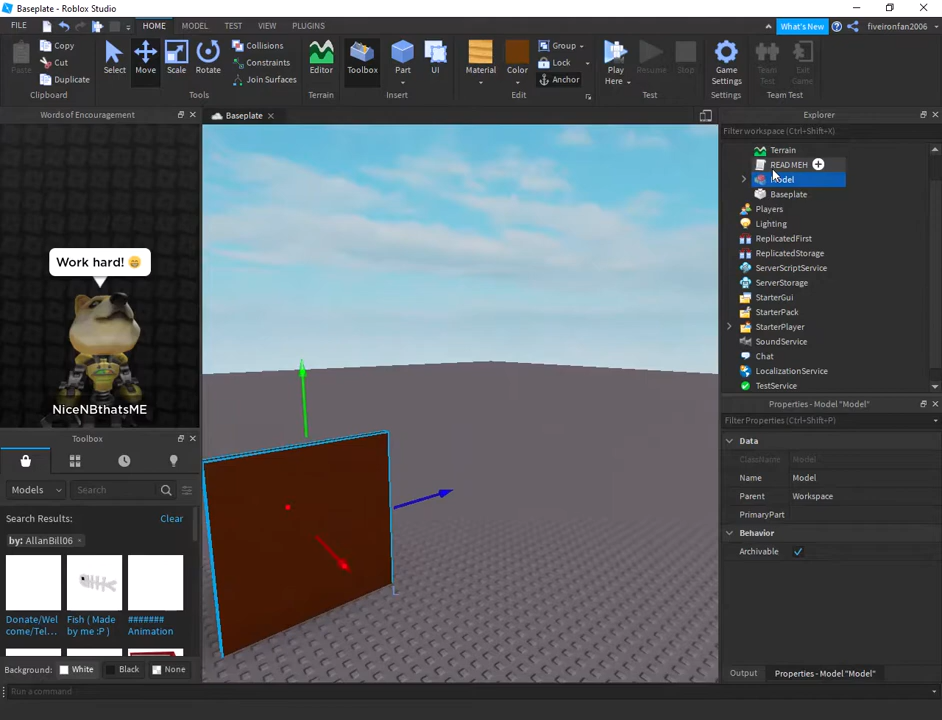 Baseplate - Roblox Studio
FILE
HOME
MODEL
TEST
VIEW
PLUGINS
What's New
fiveironfan2006
Paste
Copy
Cut
Duplicate
Clipboard
Select
Move
Scale
Rotate
Collisions
Constraints
Join Surfaces
Tools
Editor
Terrain
Toolbox
Part
UI
Insert
Material
Color
Group
Lock
Anchor
Edit
Play
Here
Resume
Stop
Test
Game
Settings
Settings
Team
Test
Exit
Game
Team Test
Words of Encouragement
Work hard! 😄
NiceNBthatsME
Toolbox
Models
Search
Search Results:
Clear
by: AllanBill06
Donate/Wel
come/Tel...
Fish ( Made
by me :P )
#######
Animation
Background:
White
Black
None
Run a command
Baseplate
Explorer
Filter workspace (Ctrl+Shift+X)
Terrain
READ MEH
Model
Baseplate
Players
Lighting
ReplicatedFirst
ReplicatedStorage
ServerScriptService
ServerStorage
StarterGui
StarterPack
StarterPlayer
SoundService
Chat
LocalizationService
TestService
Properties - Model "Model"
Filter Properties (Ctrl+Shift+P)
Data
ClassName Model
Name Model
Parent Workspace
PrimaryPart
Behavior
Archivable
Output
Properties - Model "Model"